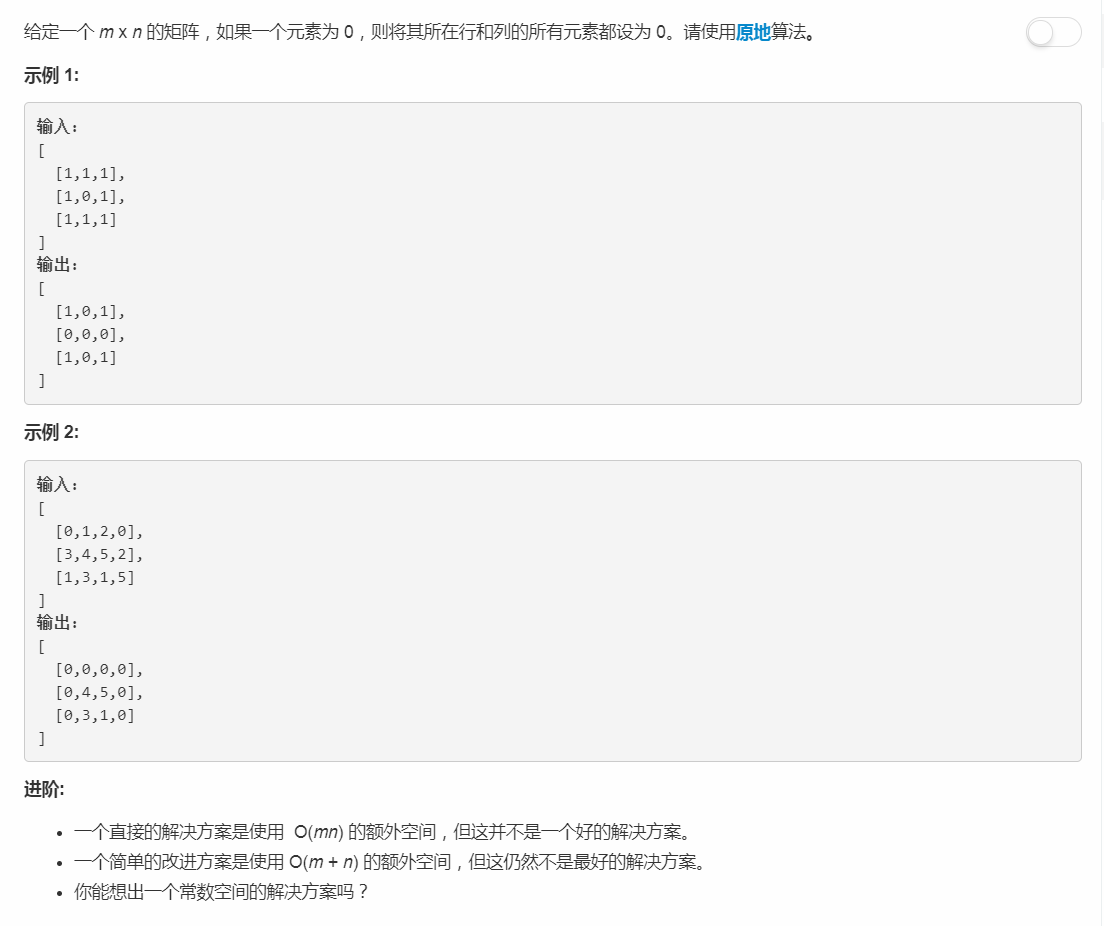 给定一个 m x n 的矩阵，如果一个元素为 0，则将其所在行和列的所有元素都设为 0。请使用原地算法。
示例 1:
输入：
[
  [1,1,1],
  [1,0,1],
  [1,1,1]
]
输出：
[
  [1,0,1],
  [0,0,0],
  [1,0,1]
]
示例 2:
输入：
[
  [0,1,2,0],
  [3,4,5,2],
  [1,3,1,5]
]
输出：
[
  [0,0,0,0],
  [0,4,5,0],
  [0,3,1,0]
]
进阶:
• 一个直接的解决方案是使用  O(mn) 的额外空间，但这并不是一个好的解决方案。
• 一个简单的改进方案是使用 O(m + n) 的额外空间，但这仍然不是最好的解决方案。
• 你能想出一个常数空间的解决方案吗？